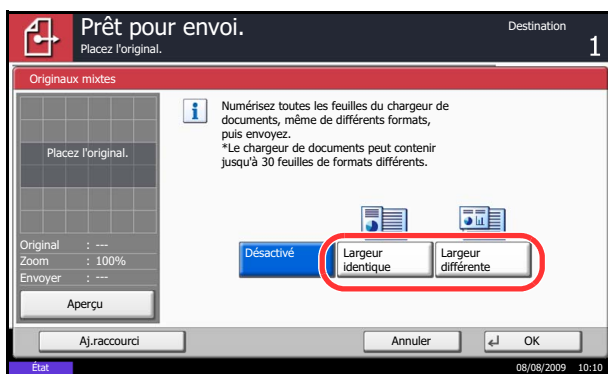 Prêt pour envoi.
Placez l'original.
Destination
1
Originaux mixtes
Placez l'original.
Original : ---
Zoom : 100%
Envoyer : ---
Aperçu
i
Numérisez toutes les feuilles du chargeur de
documents, même de différents formats,
puis envoyez.
*Le chargeur de documents peut contenir
jusqu'à 30 feuilles de formats différents.
Désactivé
Largeur
identique
Largeur
différente
Aj.raccourci
Annuler
OK
État
08/08/2009 10:10